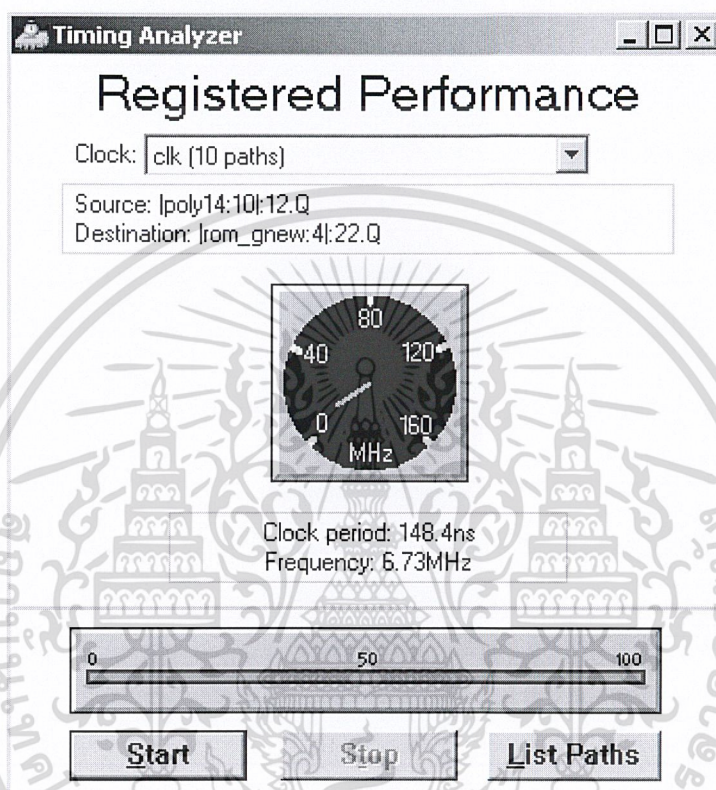 Timing Analyzer
Registered Performance
Clock: clk (10 paths)
Source: |poly14:10|:12.Q
Destination: |rom_gnew:4|:22.Q
80
40 120
0 160
MHz
Clock period: 148.4ns
Frequency: 6.73MHz
0 50 100
Start Stop List Paths